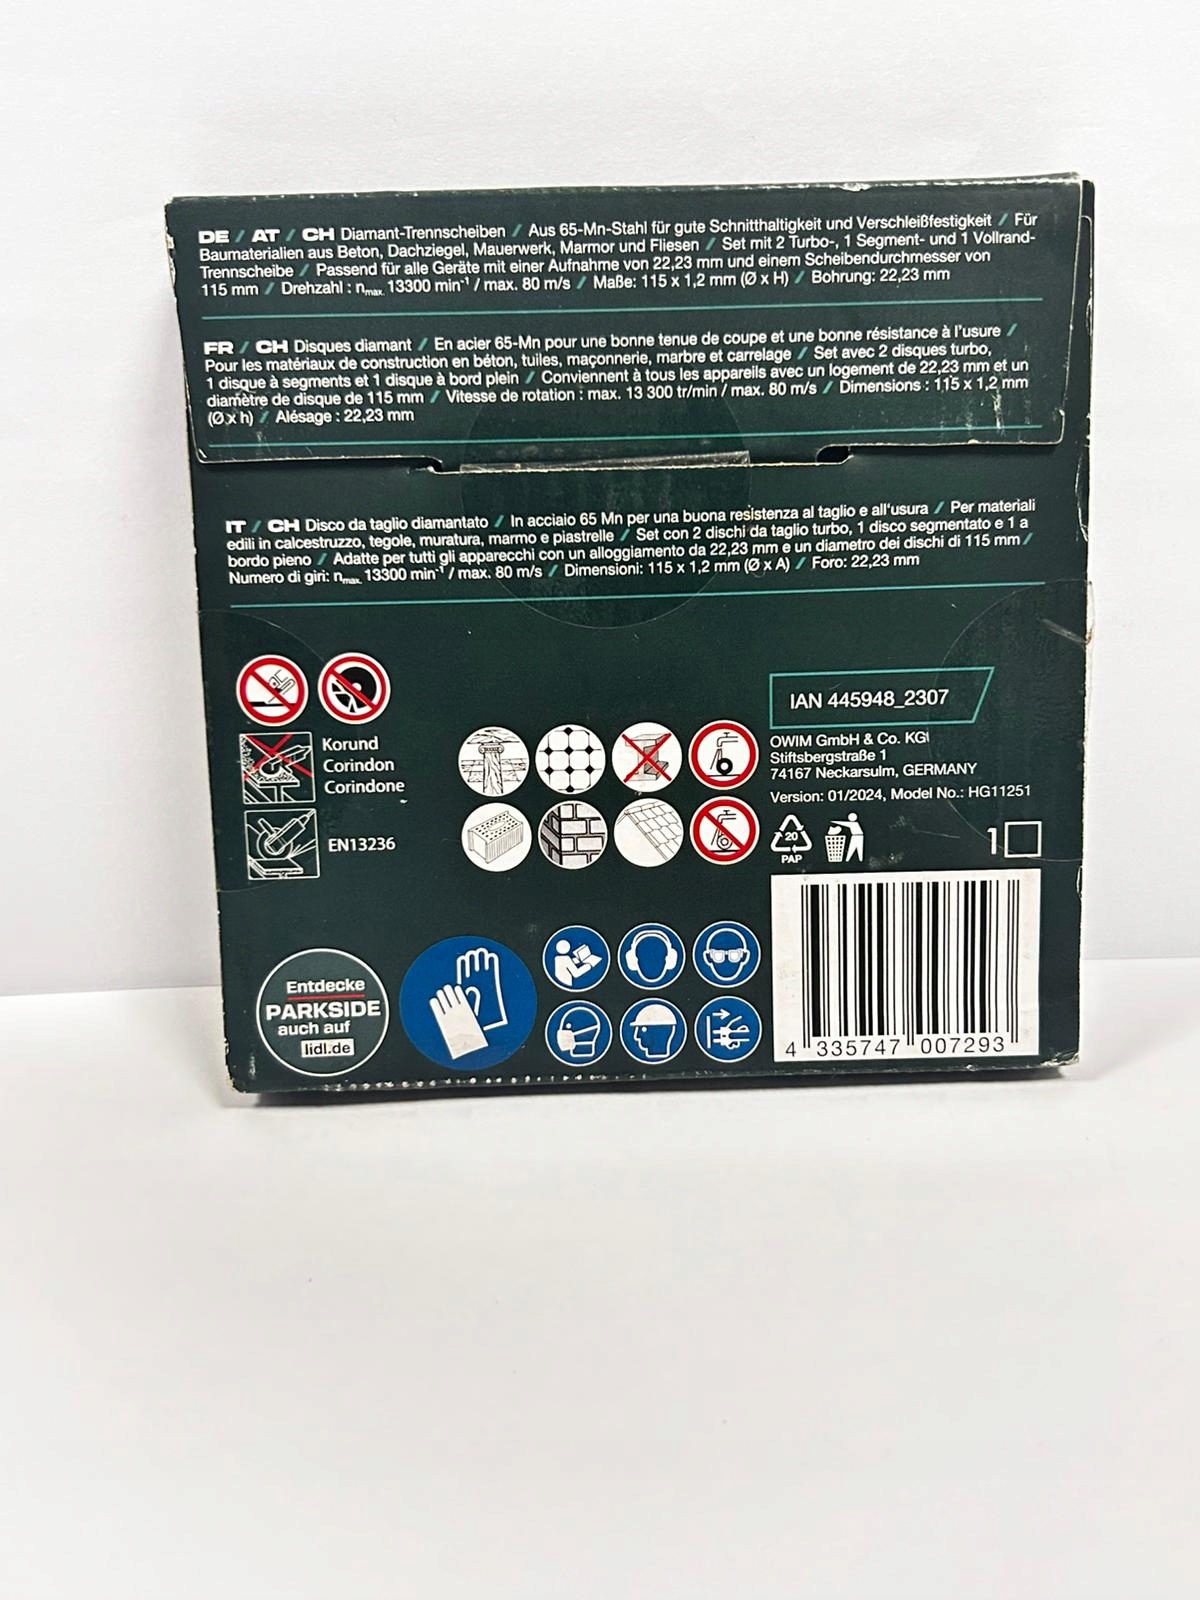 DE / AT / CH Diamant-Trennscheiben / Aus 65-Mn-Stahl für gute Schnitthaltigkeit und Verschleißfestigkeit / Für
Baumaterialien aus Beton, Dachziegel, Mauerwerk, Marmor und Fliesen / Set mit 2 Turbo-, 1 Segment- und 1 Vollrand-
Trennscheibe / Passend für alle Geräte mit einer Aufnahme von 22,23 mm und einem Scheibendurchmesser von
115 mm / Drehzahl : nmax. 13300 min⁻¹ / max. 80 m/s / Maße: 115 x 1,2 mm (Ø x H) / Bohrung: 22,23 mm
FR / CH Disques diamant / En acier 65-Mn pour une bonne tenue de coupe et une bonne résistance à l'usure /
Pour les matériaux de construction en béton, tuiles, maçonnerie, marbre et carrelage / Set avec 2 disques turbo,
1 disque à segments et 1 disque à bord plein / Conviennent à tous les appareils avec un logement de 22,23 mm et un
diamètre de disque de 115 mm / Vitesse de rotation : max. 13 300 tr/min / max. 80 m/s / Dimensions : 115 x 1,2 mm
(Ø x h) / Alésage : 22,23 mm
IT / CH Disco da taglio diamantato / In acciaio 65 Mn per una buona resistenza al taglio e all'usura / Per materiali
edili in calcestruzzo, tegole, muratura, marmo e piastrelle / Set con 2 dischi da taglio turbo, 1 disco segmentato e 1 a
bordo pieno / Adatte per tutti gli apparecchi con un alloggiamento da 22,23 mm e un diametro dei dischi di 115 mm /
Numero di giri: nmax. 13300 min⁻¹ / max. 80 m/s / Dimensioni: 115 x 1,2 mm (Ø x A) / Foro: 22,23 mm
IAN 445948_2307
OWIM GmbH & Co. KG
Stiftsbergstraße 1
74167 Neckarsulm, GERMANY
Version: 01/2024, Model No.: HG11251
Korund
Corindon
Corindone
EN13236
20
PAP
1
Entdecke
PARKSIDE
auch auf
lidl.de
4 335747 007293